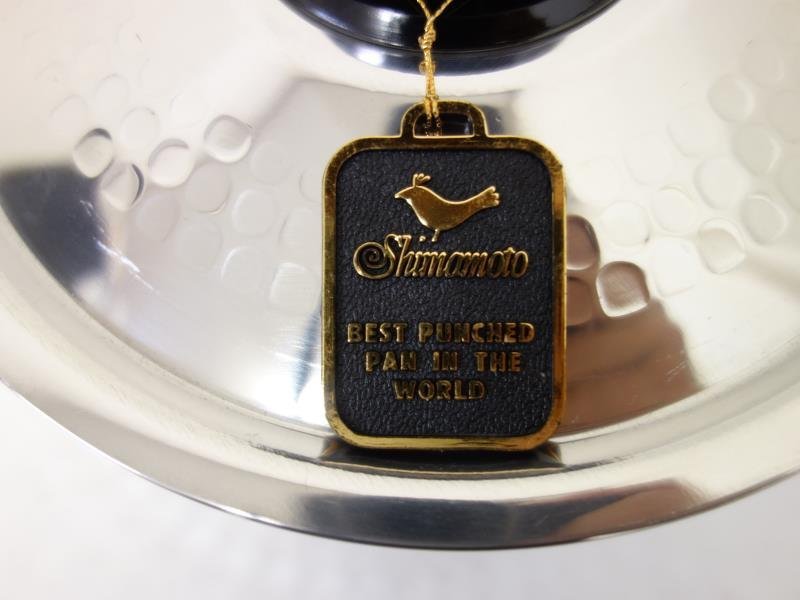 Shimamoto
BEST PUNCHED
PAN IN THE
WORLD